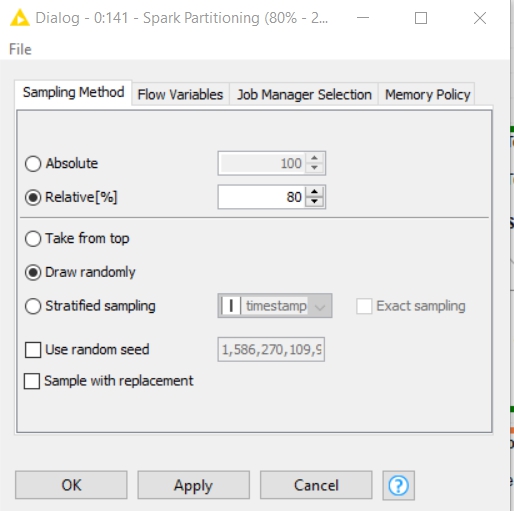 Dialog - 0:141 - Spark Partitioning (80% - 2...
File
Sampling Method Flow Variables Job Manager Selection Memory Policy
Absolute 100
Relative[%] 80
Take from top
Draw randomly
Stratified sampling I timestamp Exact sampling
Use random seed 1,586,270,109,9
Sample with replacement
OK Apply Cancel ?